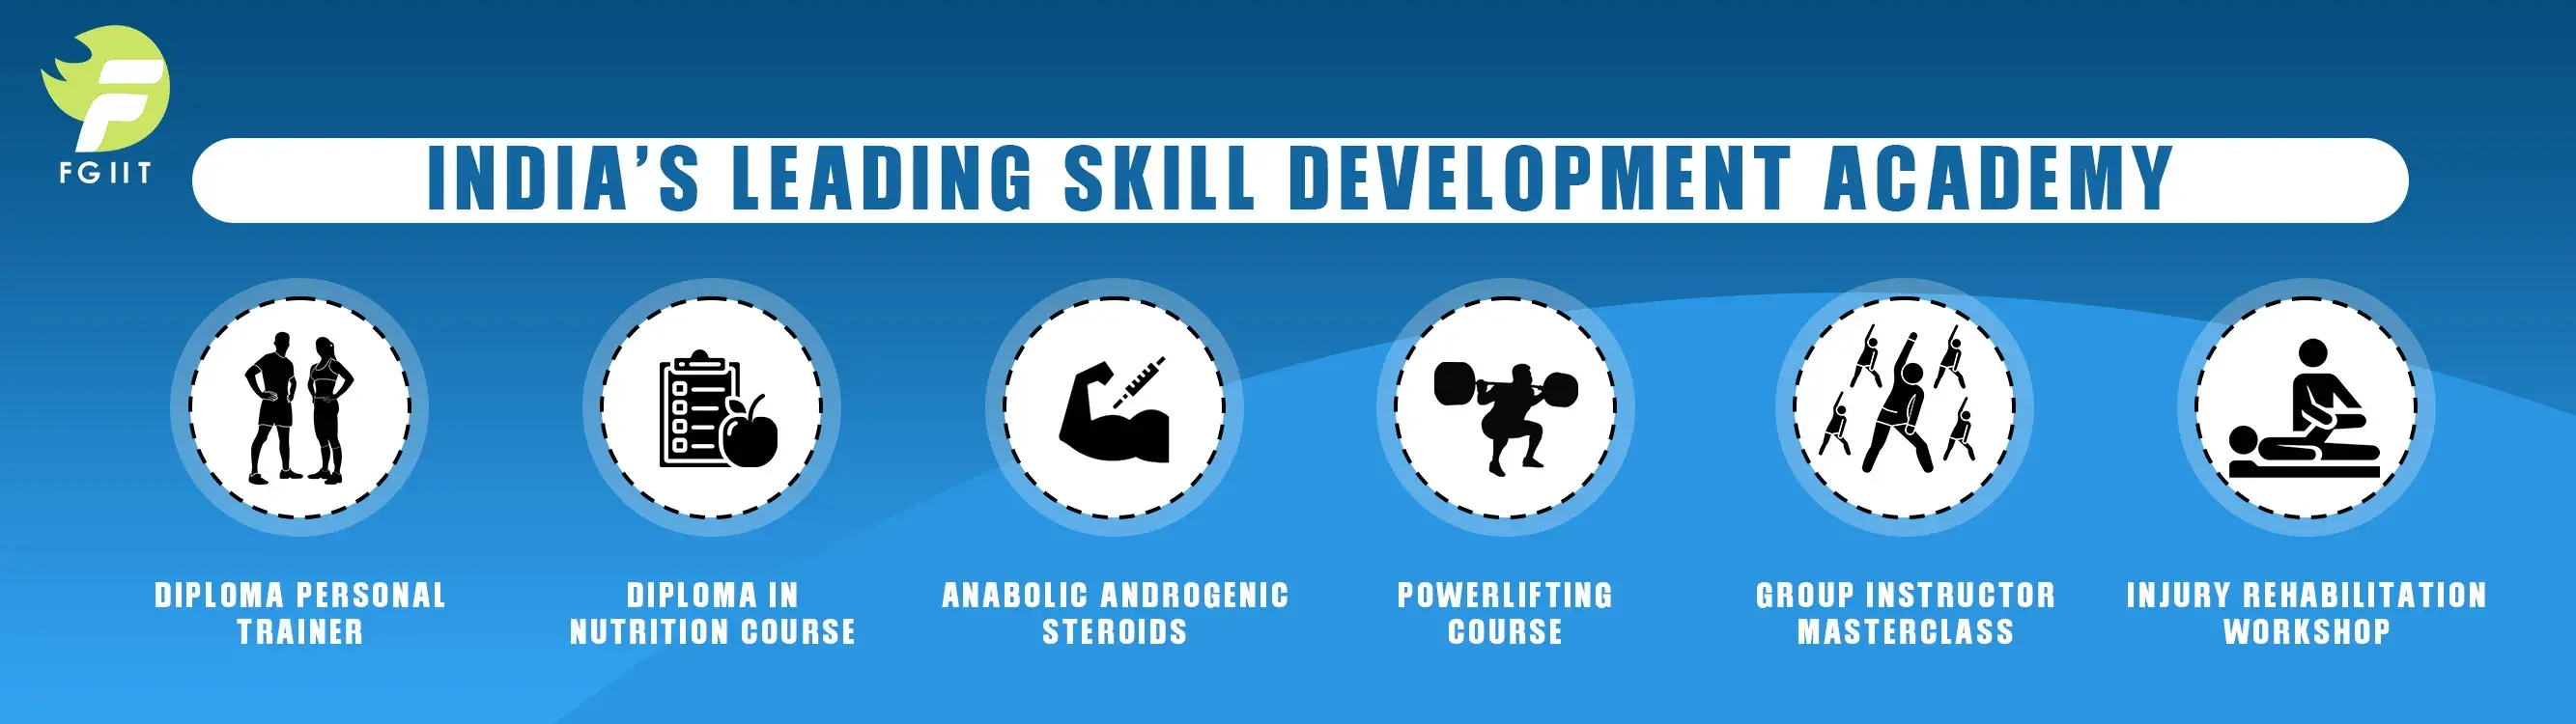 FGIIT
INDIA'S LEADING SKILL DEVELOPMENT ACADEMY
DIPLOMA PERSONAL
TRAINER
DIPLOMA IN
NUTRITION COURSE
ANABOLIC ANDROGENIC
STEROIDS
POWERLIFTING
COURSE
GROUP INSTRUCTOR
MASTERCLASS
INJURY REHABILITATION
WORKSHOP